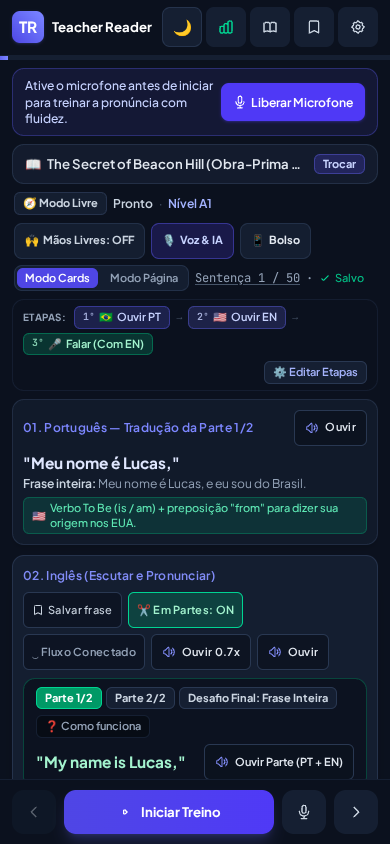 TR Teacher Reader
Ative o microfone antes de iniciar
para treinar a pronúncia com
fluidez.
Liberar Microfone
The Secret of Beacon Hill (Obra-Prima ...
Trocar
Modo Livre Pronto · Nível A1
Mãos Livres: OFF Voz & IA Bolso
Modo Cards Modo Página Sentença 1 / 50 · ✓ Salvo
ETAPAS: 1° Ouvir PT → 2° Ouvir EN →
3° Falar (Com EN)
Editar Etapas
01. Português — Tradução da Parte 1/2 Ouvir
"Meu nome é Lucas,"
Frase inteira: Meu nome é Lucas, e eu sou do Brasil.
Verbo To Be (is / am) + preposição "from" para dizer sua
origem nos EUA.
02. Inglês (Escutar e Pronunciar)
Salvar frase Em Partes: ON
Fluxo Conectado Ouvir 0.7x Ouvir
Parte 1/2 Parte 2/2 Desafio Final: Frase Inteira
❓ Como funciona
"My name is Lucas," Ouvir Parte (PT + EN)
Iniciar Treino